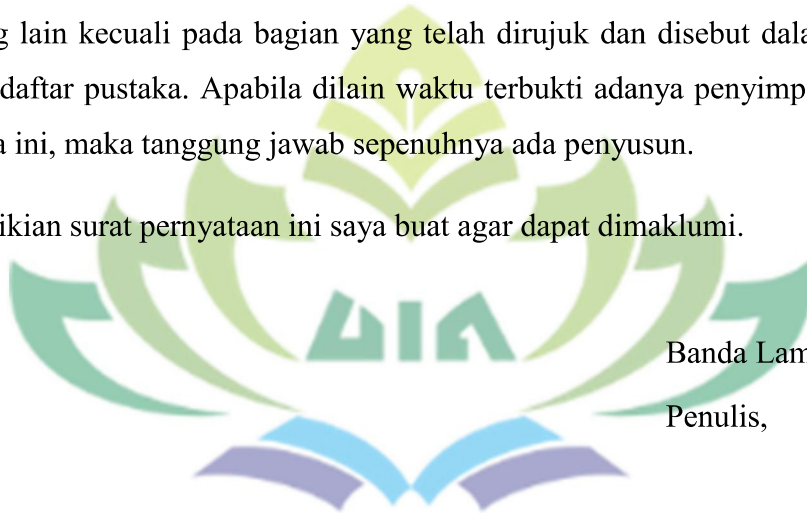 g lain kecuali pada bagian yang telah dirujuk dan disebut dala
daftar pustaka. Apabila dilain waktu terbukti adanya penyimp
a ini, maka tanggung jawab sepenuhnya ada penyusun.
ikian surat pernyataan ini saya buat agar dapat dimaklumi.
UIN
Banda Lam
Penulis,